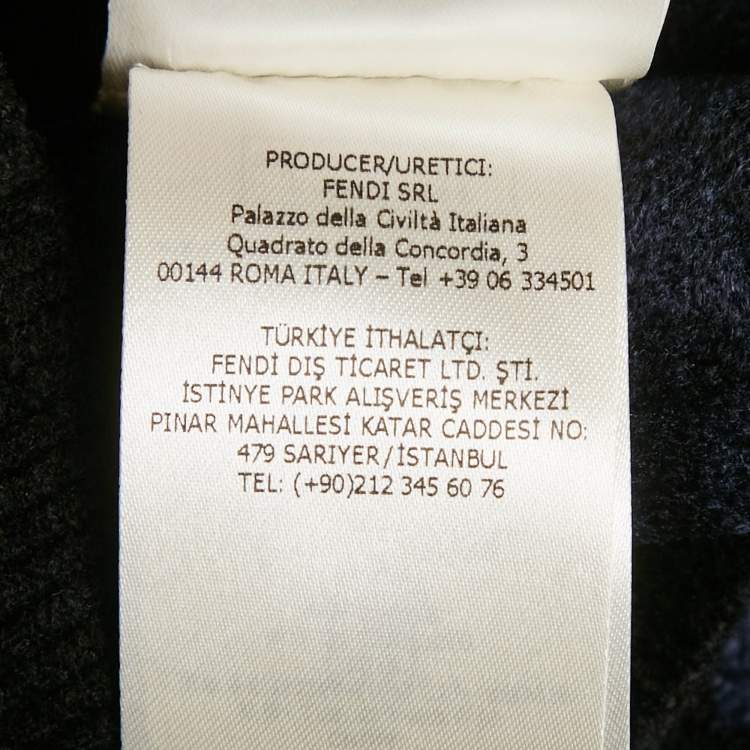 PRODUCER/URETICI:
FENDI SRL
Palazzo della Civiltà Italiana
Quadrato della Concordia, 3
00144 ROMA ITALY – Tel +39 06 334501
TÜRKİYE İTHALATÇI:
FENDİ DIŞ TİCARET LTD. ŞTİ.
İSTİNYE PARK ALIŞVERİŞ MERKEZİ
PINAR MAHALLESİ KATAR CADDESİ NO:
479 SARIYER/İSTANBUL
TEL: (+90)212 345 60 76